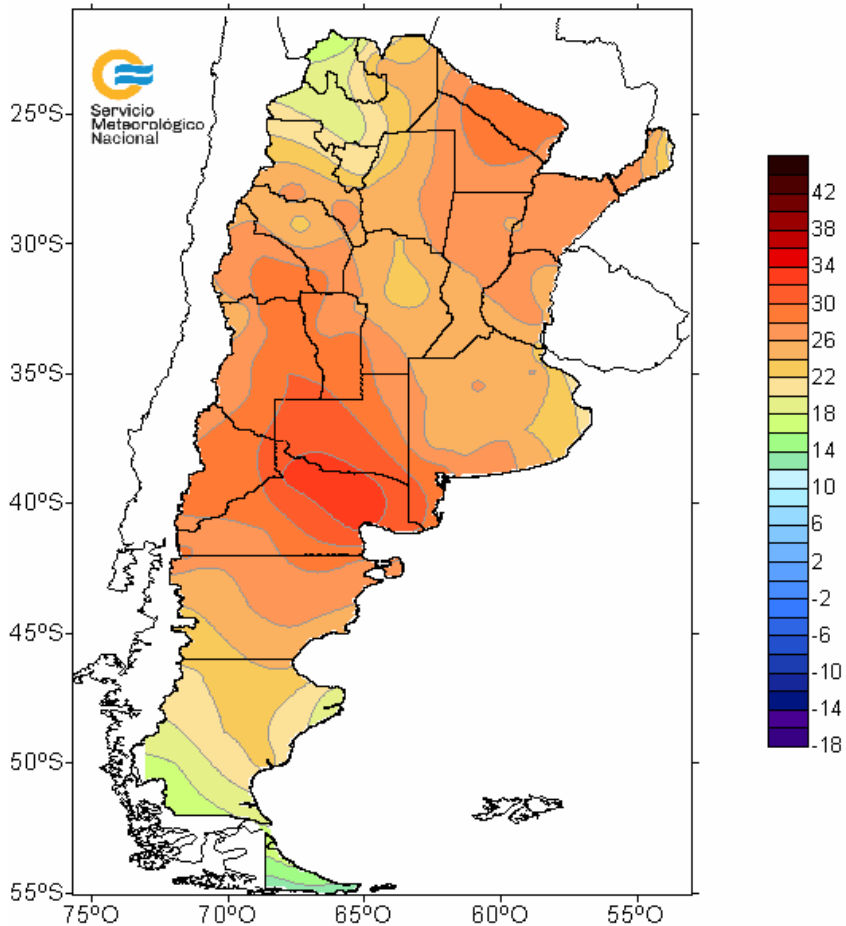 Servicio
Meteorológico
Nacional
25ºS
30ºS
35ºS
40ºS
45ºS
50ºS
55ºS
75ºO
70ºO
65ºO
60ºO
55ºO
42
38
34
30
26
22
18
14
10
6
2
-2
-6
-10
-14
-18